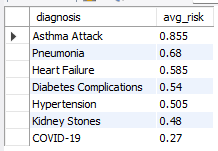 diagnosis avg_risk
Asthma Attack 0.855
Pneumonia 0.68
Heart Failure 0.585
Diabetes Complications 0.54
Hypertension 0.505
Kidney Stones 0.48
COVID-19 0.27